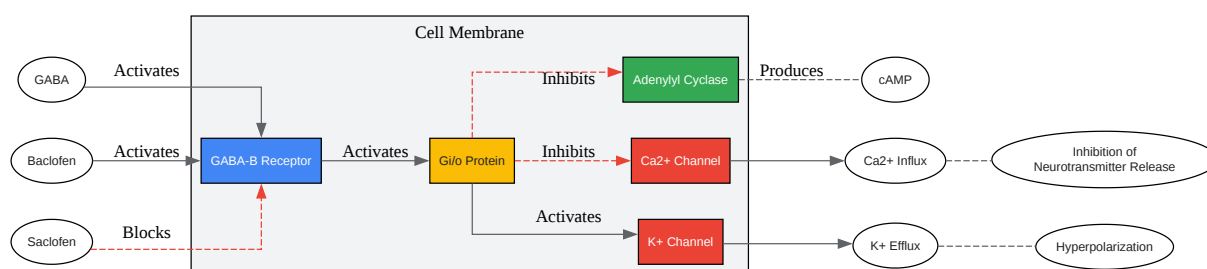 Cell Membrane
GABA
Activates
Inhibits
Adenylyl Cyclase
Produces
cAMP
Baclofen
Activates
GABA-B Receptor
Activates
Gi/o Protein
Inhibits
Ca2+ Channel
Ca2+ Influx
Inhibition of
Neurotransmitter Release
Saclofen
Blocks
Activates
K+ Channel
K+ Efflux
Hyperpolarization